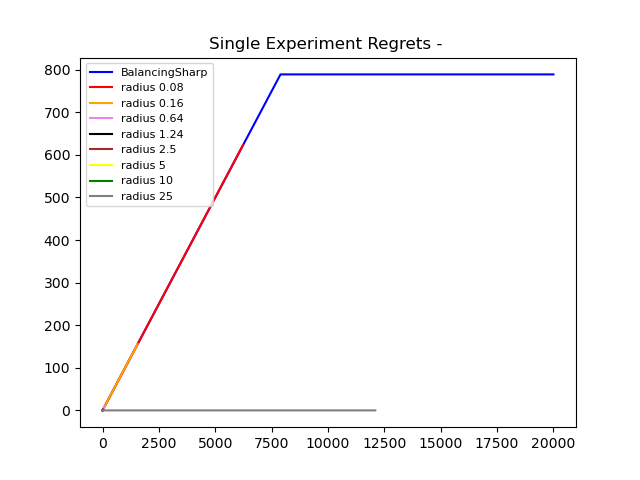 Single Experiment Regrets -
800
700
600
500
400
300
200
100
0
BalancingSharp
radius 0.08
radius 0.16
radius 0.64
radius 1.24
radius 2.5
radius 5
radius 10
radius 25
0 2500 5000 7500 10000 12500 15000 17500 20000